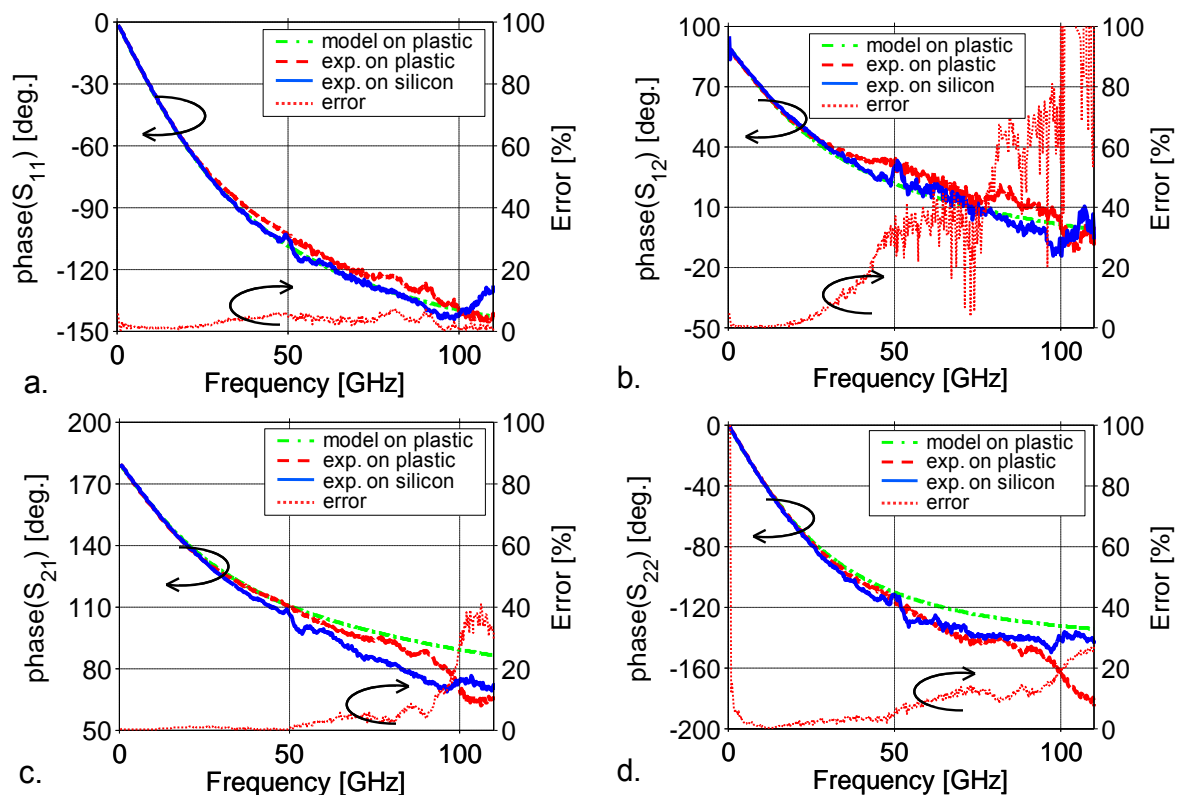 0
-30
-60
-90
-120
-150
phase(S11) [deg.]
model on plastic
exp. on plastic
exp. on silicon
error
100
80
60
40
20
0
Error [%]
0 50 100
Frequency [GHz]
a.
100
70
40
10
-20
-50
phase(S12) [deg.]
model on plastic
exp. on plastic
exp. on silicon
error
100
80
60
40
20
0
Error [%]
0 50 100
Frequency [GHz]
b.
200
170
140
110
80
50
phase(S21) [deg.]
model on plastic
exp. on plastic
exp. on silicon
error
100
80
60
40
20
0
Error [%]
0 50 100
Frequency [GHz]
c.
0
-40
-80
-120
-160
-200
phase(S22) [deg.]
model on plastic
exp. on plastic
exp. on silicon
error
100
80
60
40
20
0
Error [%]
0 50 100
Frequency [GHz]
d.